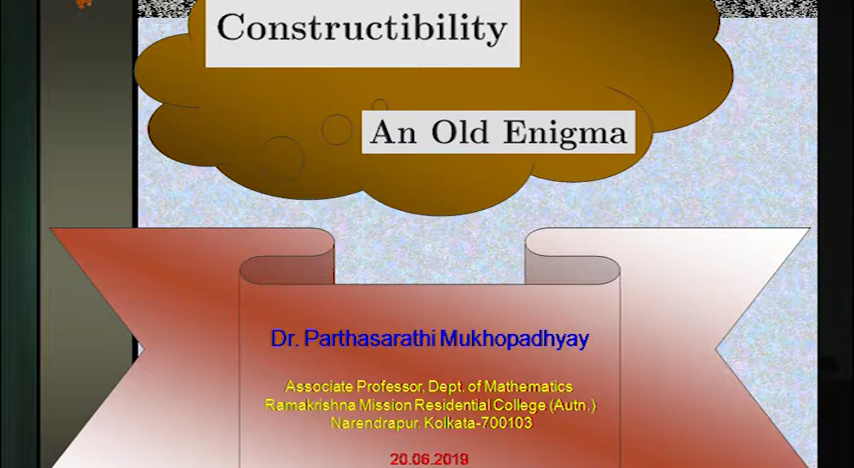 Constructibility
An Old Enigma
Dr. Parthasarathi Mukhopadhyay
Associate Professor, Dept. of Mathematics
Ramakrishna Mission Residential College (Autn.)
Narendrapur. Kolkata-700103
20.06.2019